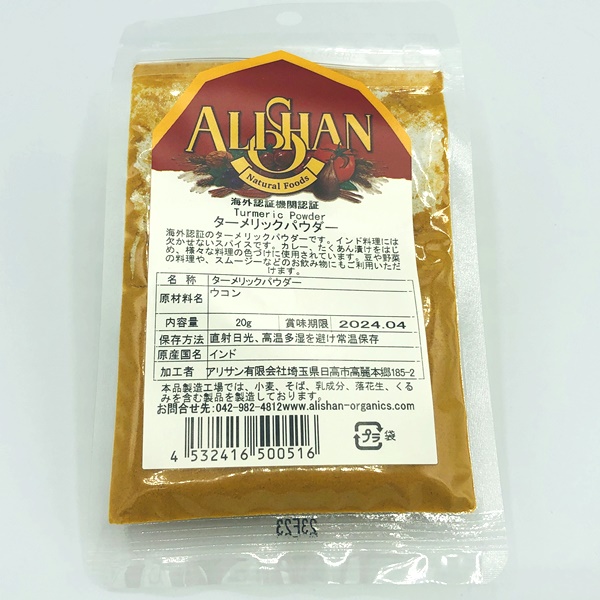 ALISHAN
Natural Foods
海外認証機関認証
Turmeric Powder
ターメリックパウダー
海外認証のターメリックパウダーです。インド料理には
欠かせないスパイスです。カレー、たくあん漬けをはじ
め、様々な料理の色づけに使用されています。豆や野菜
の料理や、スムージーなどのお飲み物にもご利用いただ
けます。
名 称 ターメリックパウダー
原材料名 ウコン
内容量 20g 賞味期限 2024.04
保存方法 直射日光、高温多湿を避け常温保存
原産国名 インド
加工者 アリサン有限会社埼玉県日高市高麗本郷185-2
本品製造工場では、小麦、そば、乳成分、落花生、くる
みを含む製品を製造しております。
お問合せ先:042-982-4812www.alishan-organics.com
プラ 袋
4 532416 500516
23F23